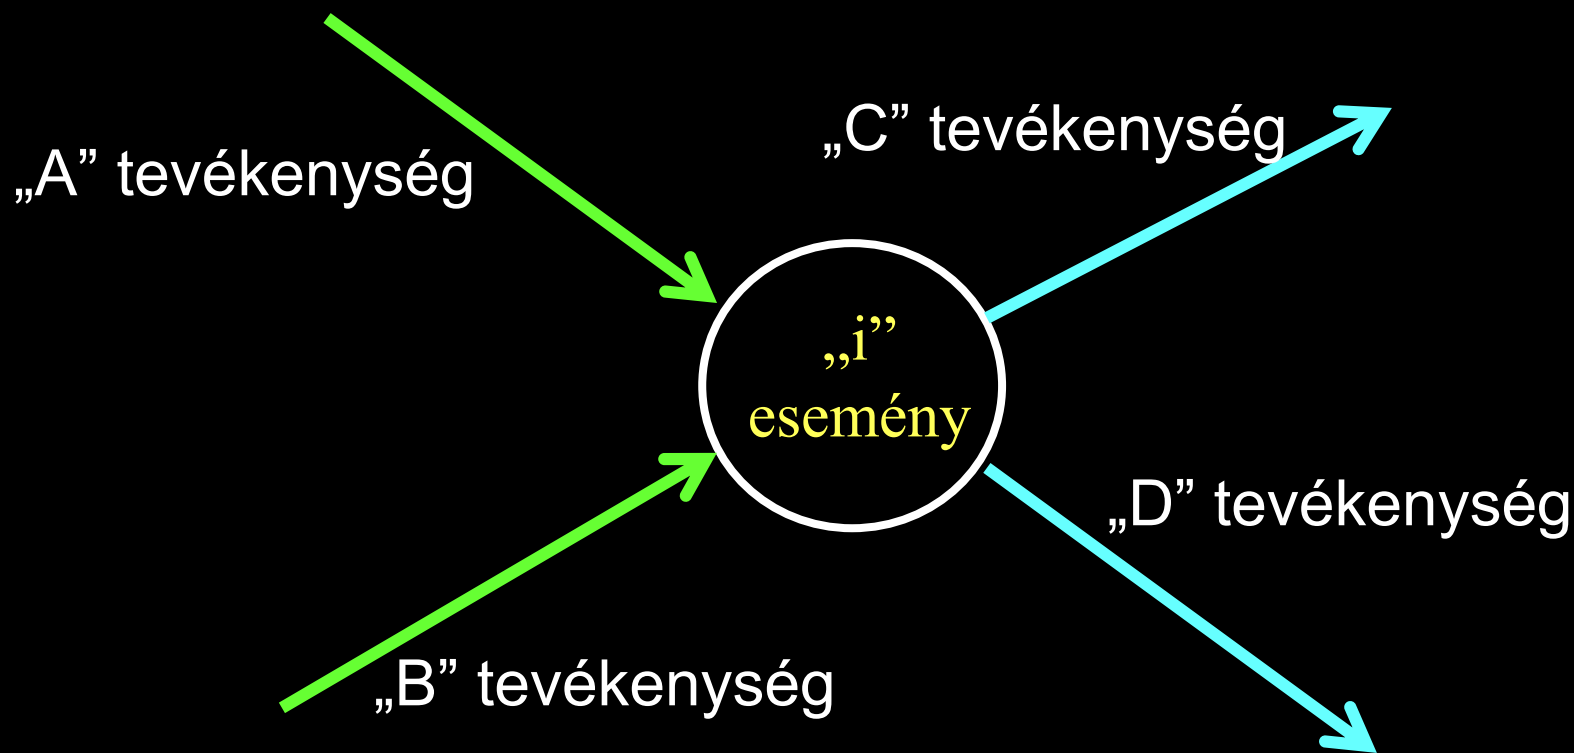 „A” tevékenység
„C” tevékenység
„i”
esemény
„D” tevékenység
„B” tevékenység